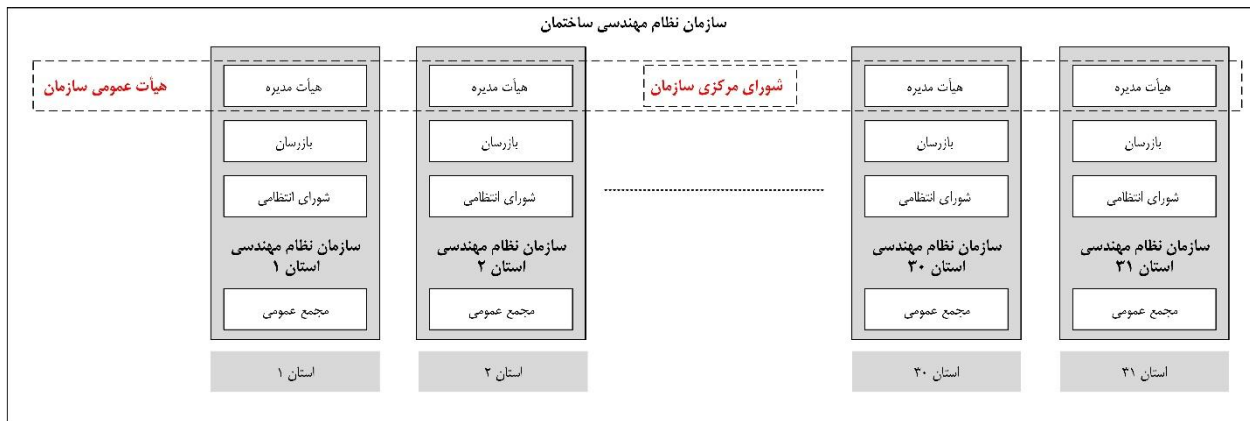 سازمان نظام مهندسی ساختمان
هیأت عمومی سازمان
شورای مرکزی سازمان
هیأت مدیره
بازرسان
شورای انتظامی
سازمان نظام مهندسی
استان ۱
مجمع عمومی
استان ۱
هیأت مدیره
بازرسان
شورای انتظامی
سازمان نظام مهندسی
استان ۲
مجمع عمومی
استان ۲
هیأت مدیره
بازرسان
شورای انتظامی
سازمان نظام مهندسی
استان ۳۰
مجمع عمومی
استان ۳۰
هیأت مدیره
بازرسان
شورای انتظامی
سازمان نظام مهندسی
استان ۳۱
مجمع عمومی
استان ۳۱